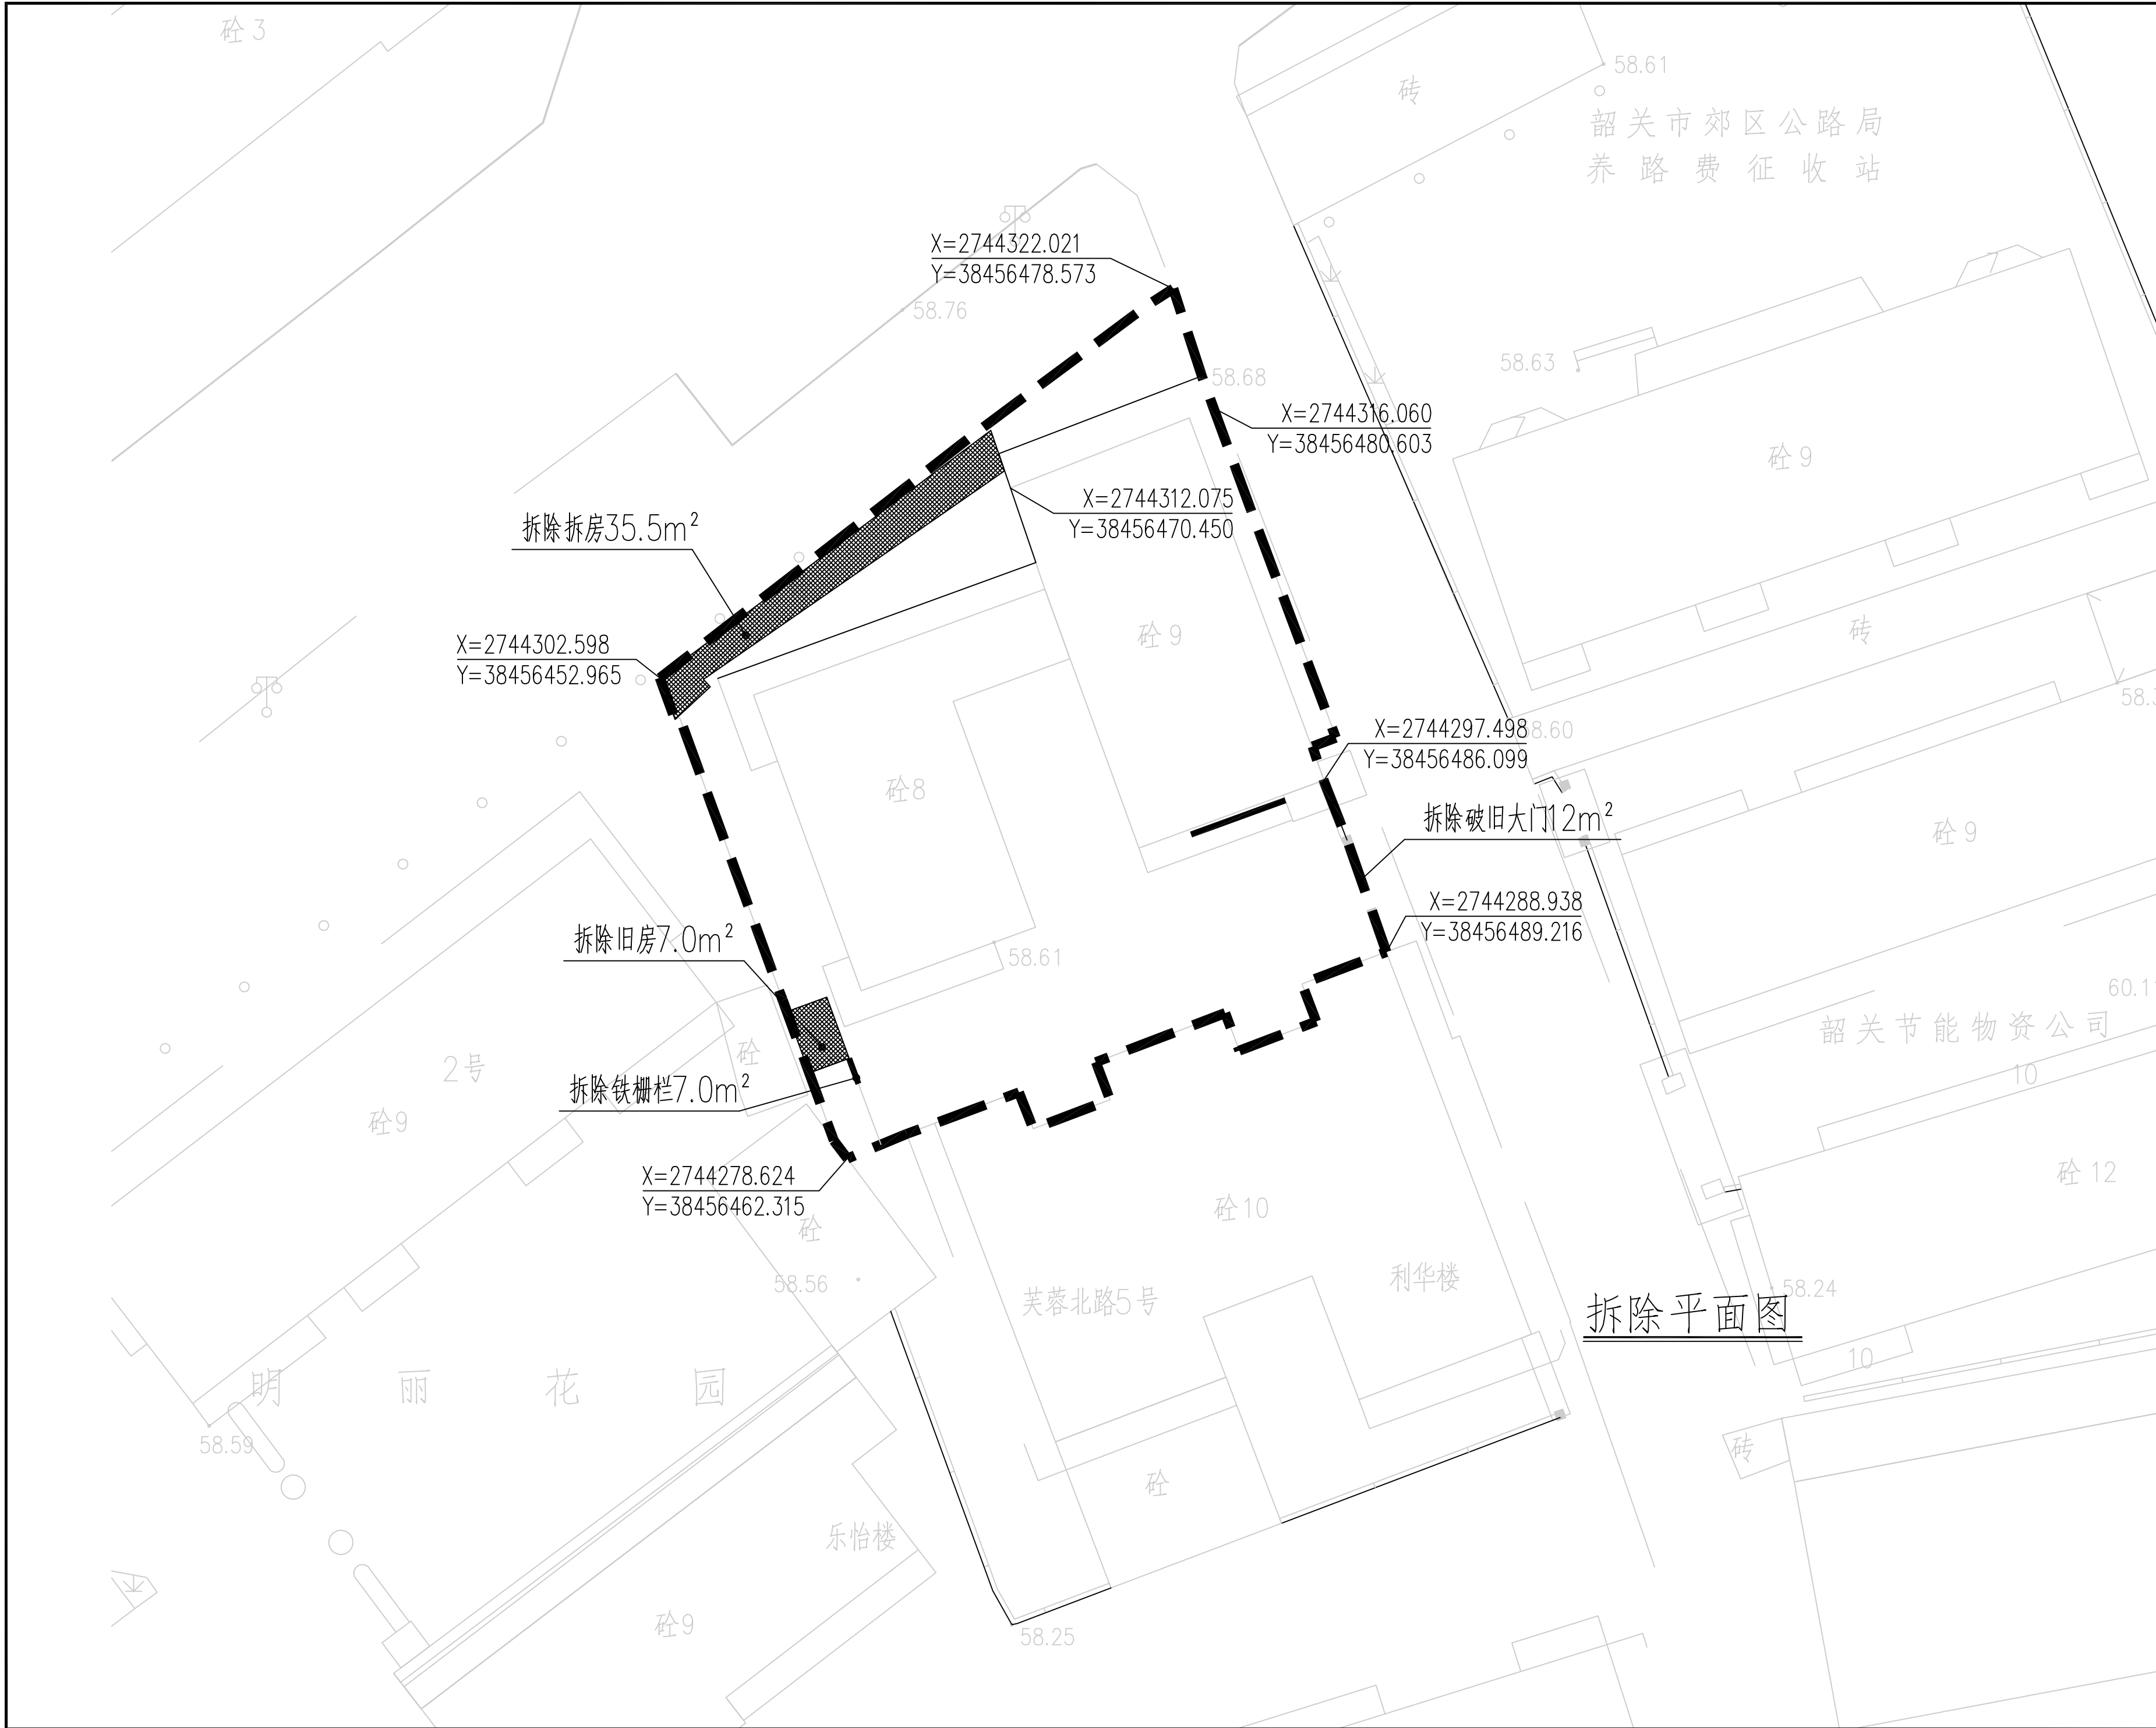 砼3
58.61
砖
韶关市郊区公路局
养路费征收站
X=2744322.021
Y=38456478.573
58.76
58.63
58.68
X=2744316.060
Y=38456480.603
砼9
X=2744312.075
Y=38456470.450
拆除拆房35.5m²
砼9
砖
X=2744302.598
Y=38456452.965
X=2744297.498
58.60
Y=38456486.099
砼8
拆除破旧大门12m²
砼9
X=2744288.938
Y=38456489.216
拆除旧房7.0m²
58.61
韶关节能物资公司
2号
砼
10
拆除铁栅栏7.0m²
砼9
X=2744278.624
Y=38456462.315
砼
砼10
砼12
58.56
芙蓉北路5号
利华楼
58.24
拆除平面图
10
明丽花园
58.59
砖
砼
乐怡楼
砼9
58.25